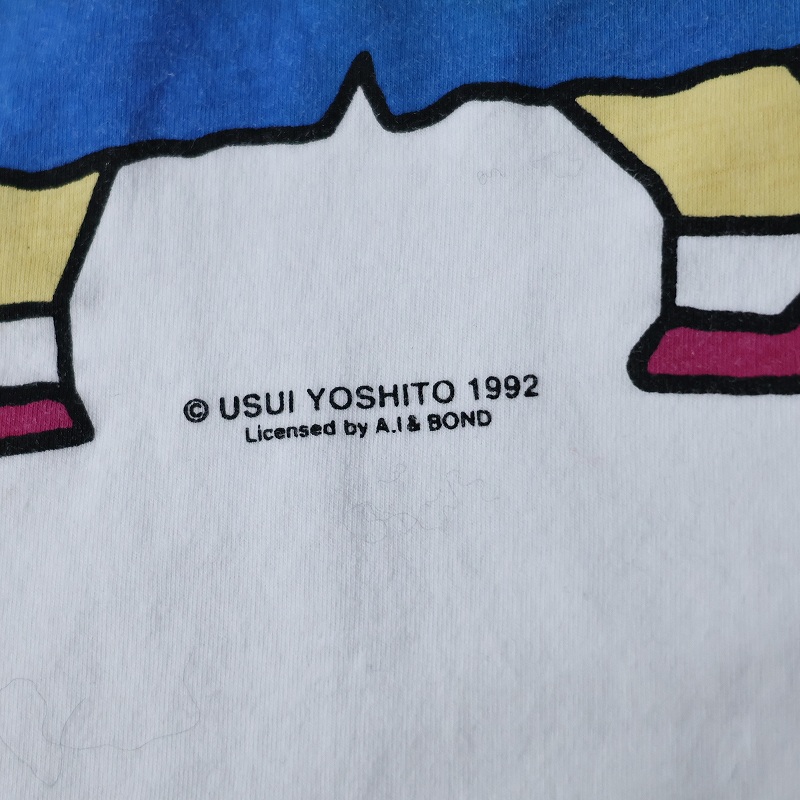 © USUI YOSHITO 1992
Licensed by A.I & BOND